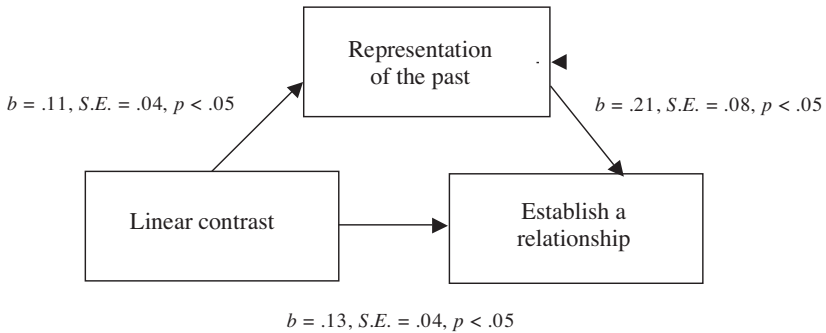 Representation
of the past
b = .11, S.E. = .04, p < .05
b = .21, S.E. = .08, p < .05
Linear contrast
Establish a
relationship
b = .13, S.E. = .04, p < .05